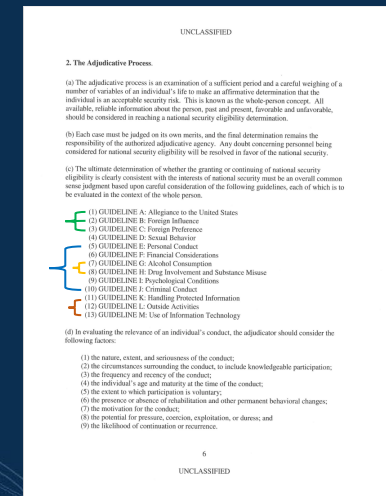 UNCLASSIFIED
2. The Adjudicative Process.
(a) The adjudicative process is an examination of a sufficient period and a careful weighing of a
number of variables of an individual's life to make an affirmative determination that the
individual is an acceptable security risk. This is known as the whole-person concept. All
available, reliable information about the person, past and present, favorable and unfavorable,
should be considered in reaching a national security eligibility determination.
(b) Each case must be judged on its own merits, and the final determination remains the
responsibility of the authorized adjudicative agency. Any doubt concerning personnel being
considered for national security eligibility will be resolved in favor of the national security.
(c) The ultimate determination of whether the granting or continuing of national security
eligibility is clearly consistent with the interests of national security must be an overall common
sense judgment based upon careful consideration of the following guidelines, each of which is to
be evaluated in the context of the whole person.
(1) GUIDELINE A: Allegiance to the United States
(2) GUIDELINE B: Foreign Influence
(3) GUIDELINE C: Foreign Preference
(4) GUIDELINE D: Sexual Behavior
(5) GUIDELINE E: Personal Conduct
(6) GUIDELINE F: Financial Considerations
(7) GUIDELINE G: Alcohol Consumption
(8) GUIDELINE H: Drug Involvement and Substance Misuse
(9) GUIDELINE I: Psychological Conditions
(10) GUIDELINE J: Criminal Conduct
(11) GUIDELINE K: Handling Protected Information
(12) GUIDELINE L: Outside Activities
(13) GUIDELINE M: Use of Information Technology
(d) In evaluating the relevance of an individual's conduct, the adjudicator should consider the
following factors:
(1) the nature, extent, and seriousness of the conduct;
(2) the circumstances surrounding the conduct, to include knowledgeable participation;
(3) the frequency and recency of the conduct;
(4) the individual's age and maturity at the time of the conduct;
(5) the extent to which participation is voluntary;
(6) the presence or absence of rehabilitation and other permanent behavioral changes;
(7) the motivation for the conduct;
(8) the potential for pressure, coercion, exploitation, or duress; and
(9) the likelihood of continuation or recurrence.
6
UNCLASSIFIED